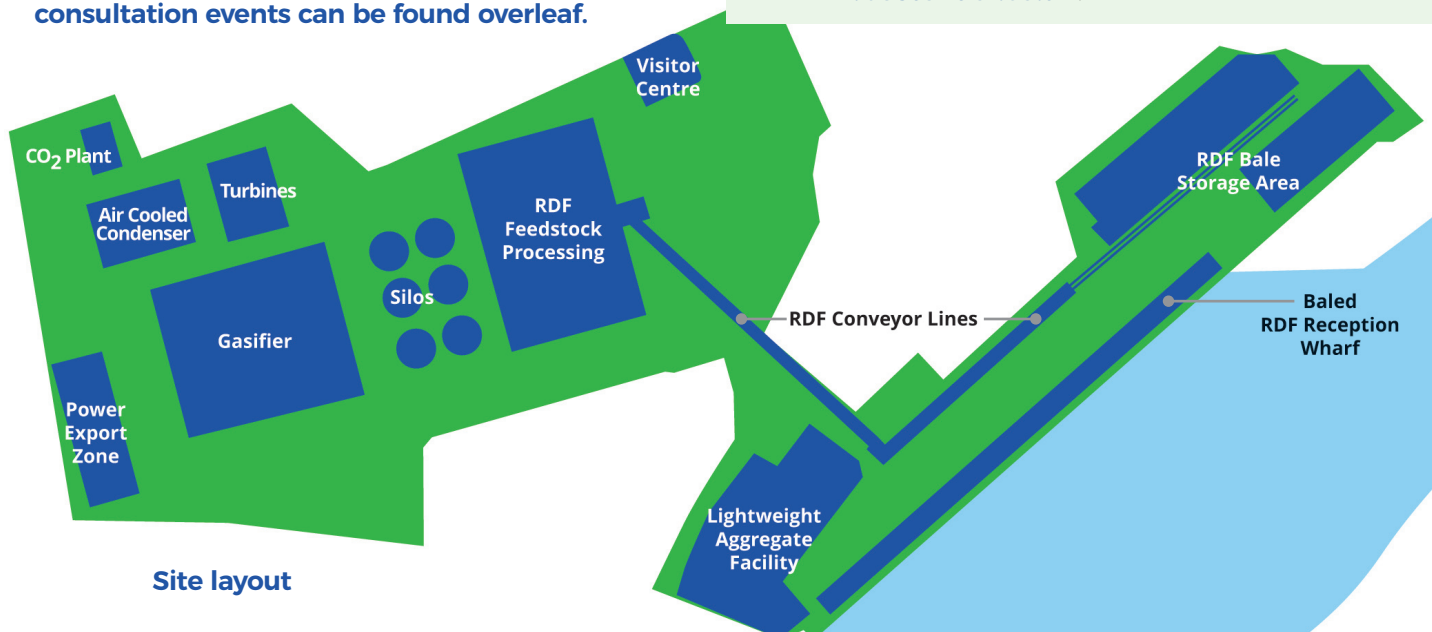 consultation events can be found overleaf.
Visitor
Centre
CO2 Plant
Turbines
Air Cooled
Condenser
RDF
Feedstock
Processing
RDF Bale
Storage Area
Silos
Gasifier
RDF Conveyor Lines
Baled
RDF Reception
Wharf
Power
Export
Zone
Lightweight
Aggregate
Facility
Site layout